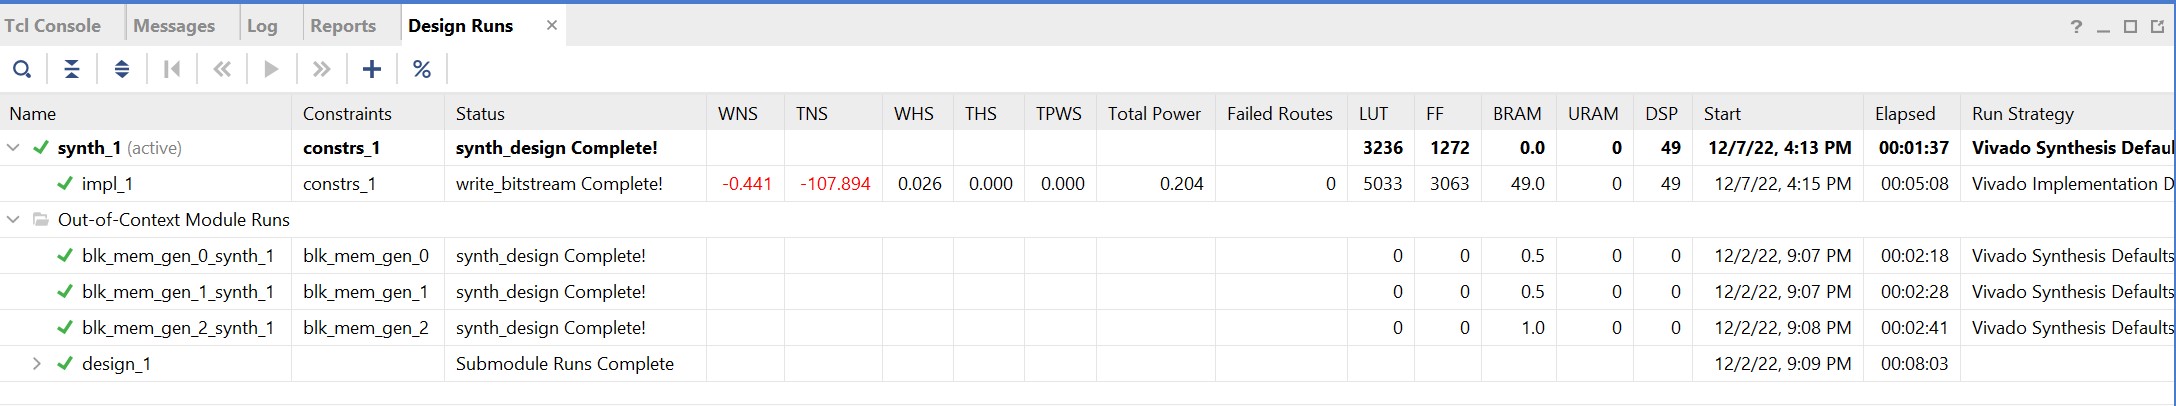 Tcl Console Messages Log Reports Design Runs × ?
%
Name Constraints Status WNS TNS WHS THS TPWS Total Power Failed Routes LUT FF BRAM URAM DSP Start Elapsed Run Strategy
synth_1 (active) constrs_1 synth_design Complete! 3236 1272 0.0 0 49 12/7/22, 4:13 PM 00:01:37 Vivado Synthesis Defaul
impl_1 constrs_1 write_bitstream Complete! -0.441 -107.894 0.026 0.000 0.000 0.204 0 5033 3063 49.0 0 49 12/7/22, 4:15 PM 00:05:08 Vivado Implementation D
Out-of-Context Module Runs
blk_mem_gen_0_synth_1 blk_mem_gen_0 synth_design Complete! 0 0 0.5 0 0 12/2/22, 9:07 PM 00:02:18 Vivado Synthesis Defaults
blk_mem_gen_1_synth_1 blk_mem_gen_1 synth_design Complete! 0 0 0.5 0 0 12/2/22, 9:07 PM 00:02:28 Vivado Synthesis Defaults
blk_mem_gen_2_synth_1 blk_mem_gen_2 synth_design Complete! 0 0 1.0 0 0 12/2/22, 9:08 PM 00:02:41 Vivado Synthesis Defaults
design_1 Submodule Runs Complete 12/2/22, 9:09 PM 00:08:03